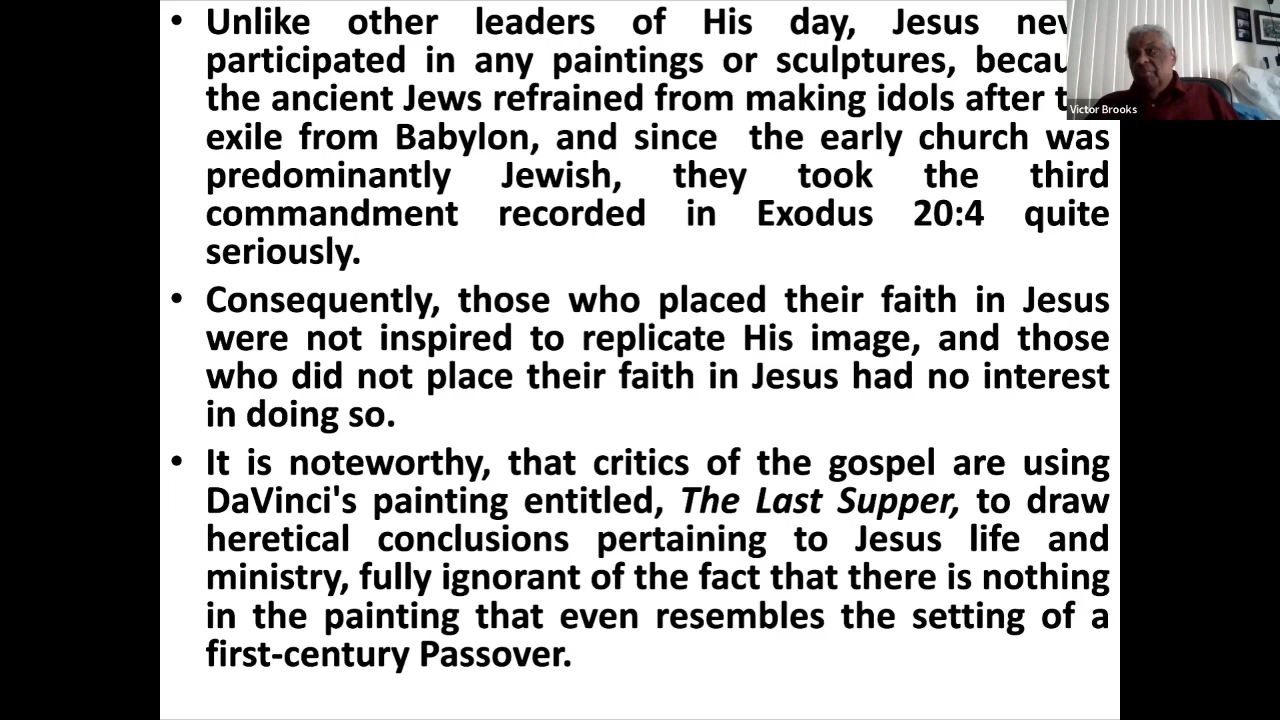 • Unlike other leaders of His day, Jesus
participated in any paintings or sculptures,
the ancient Jews refrained from making idols after
exile from Babylon, and since the early church was
predominantly Jewish, they took the third
commandment recorded in Exodus 20:4 quite
seriously.
• Consequently, those who placed their faith in Jesus
were not inspired to replicate His image, and those
who did not place their faith in Jesus had no interest
in doing so.
• It is noteworthy, that critics of the gospel are using
DaVinci's painting entitled, The Last Supper, to draw
heretical conclusions pertaining to Jesus life and
ministry, fully ignorant of the fact that there is nothing
in the painting that even resembles the setting of a
first-century Passover.
Victor Brooks